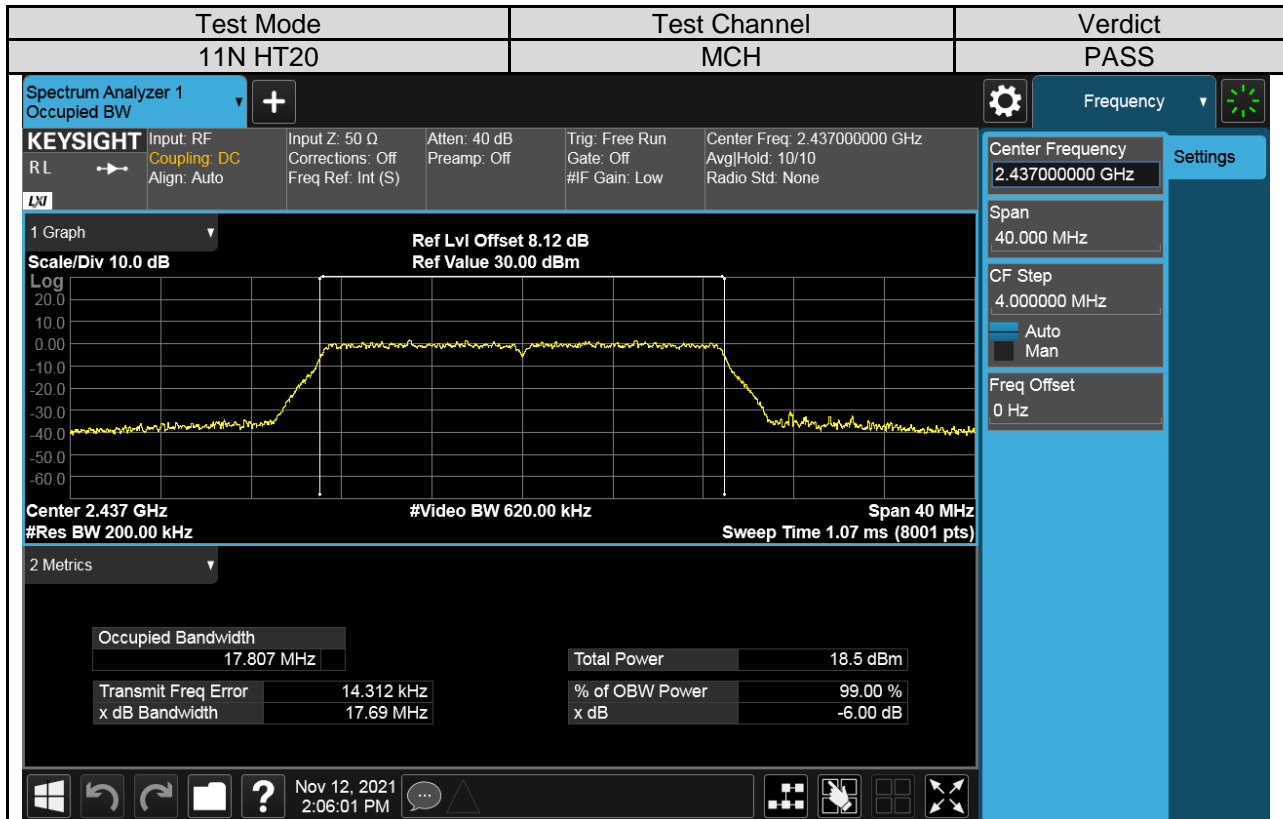 Test Mode Test Channel Verdict
11N HT20 MCH PASS
Spectrum Analyzer 1
Occupied BW
+
Frequency
KEYSIGHT Input: RF Input Z: 50 Ω Atten: 40 dB Trig: Free Run Center Freq: 2.437000000 GHz
RL Coupling: DC Corrections: Off Preamp: Off Gate: Off Avg|Hold: 10/10
Align: Auto Freq Ref: Int (S) #IF Gain: Low Radio Std: None
LXI
Center Frequency
2.437000000 GHz
Settings
Span
40.000 MHz
CF Step
4.000000 MHz
Auto
Man
Freq Offset
0 Hz
1 Graph
Ref Lvl Offset 8.12 dB
Scale/Div 10.0 dB Ref Value 30.00 dBm
Log
20.0
10.0
0.00
-10.0
-20.0
-30.0
-40.0
-50.0
-60.0
Center 2.437 GHz #Video BW 620.00 kHz Span 40 MHz
#Res BW 200.00 kHz Sweep Time 1.07 ms (8001 pts)
2 Metrics
Occupied Bandwidth
17.807 MHz Total Power 18.5 dBm
Transmit Freq Error 14.312 kHz % of OBW Power 99.00 %
x dB Bandwidth 17.69 MHz x dB -6.00 dB
? Nov 12, 2021
2:06:01 PM